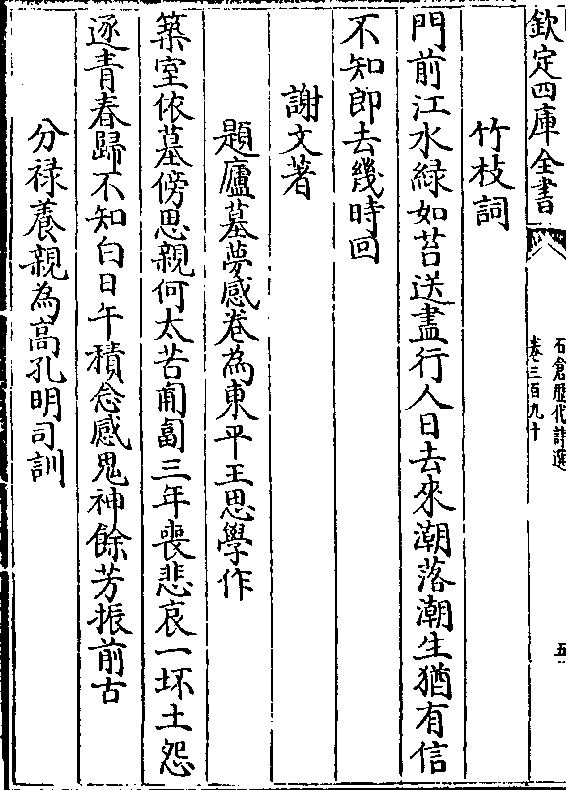 欽定四庫全書
石倉歷代詩選
卷三百九十
五
竹枝詞
門前江水綠如苔送盡行人日去來潮落潮生猶有信
不知郎去幾時回
謝文著
題廬墓夢感卷為東平王思學作
築室依墓傍思親何太苦匍匐三年喪悲哀一抔土怨
逐青春歸不知白日午積念感鬼神餘芳振前古
分祿養親為高孔明司訓